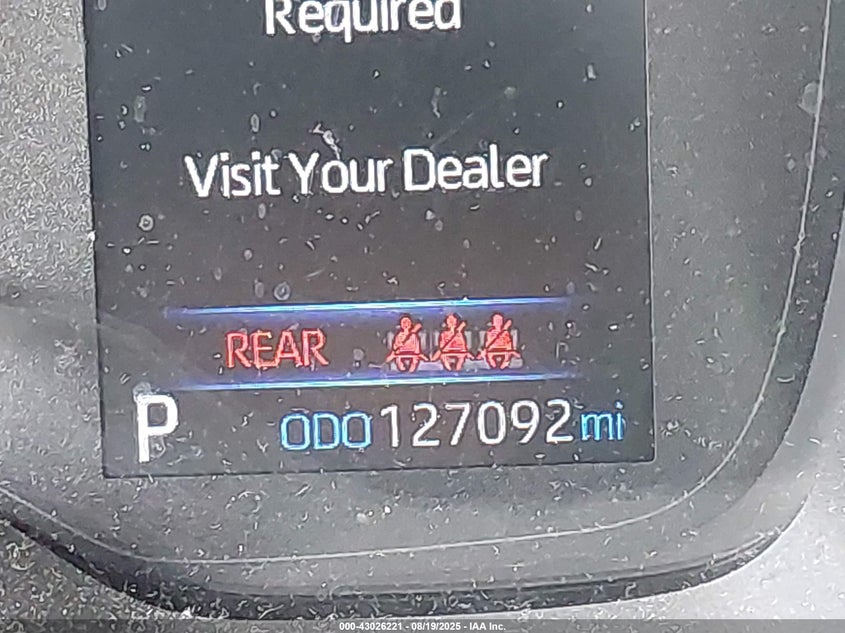 Required
Visit Your Dealer
REAR
P ODO 127092 mi
000-43026221 - 08/19/2025 - IAA Inc.